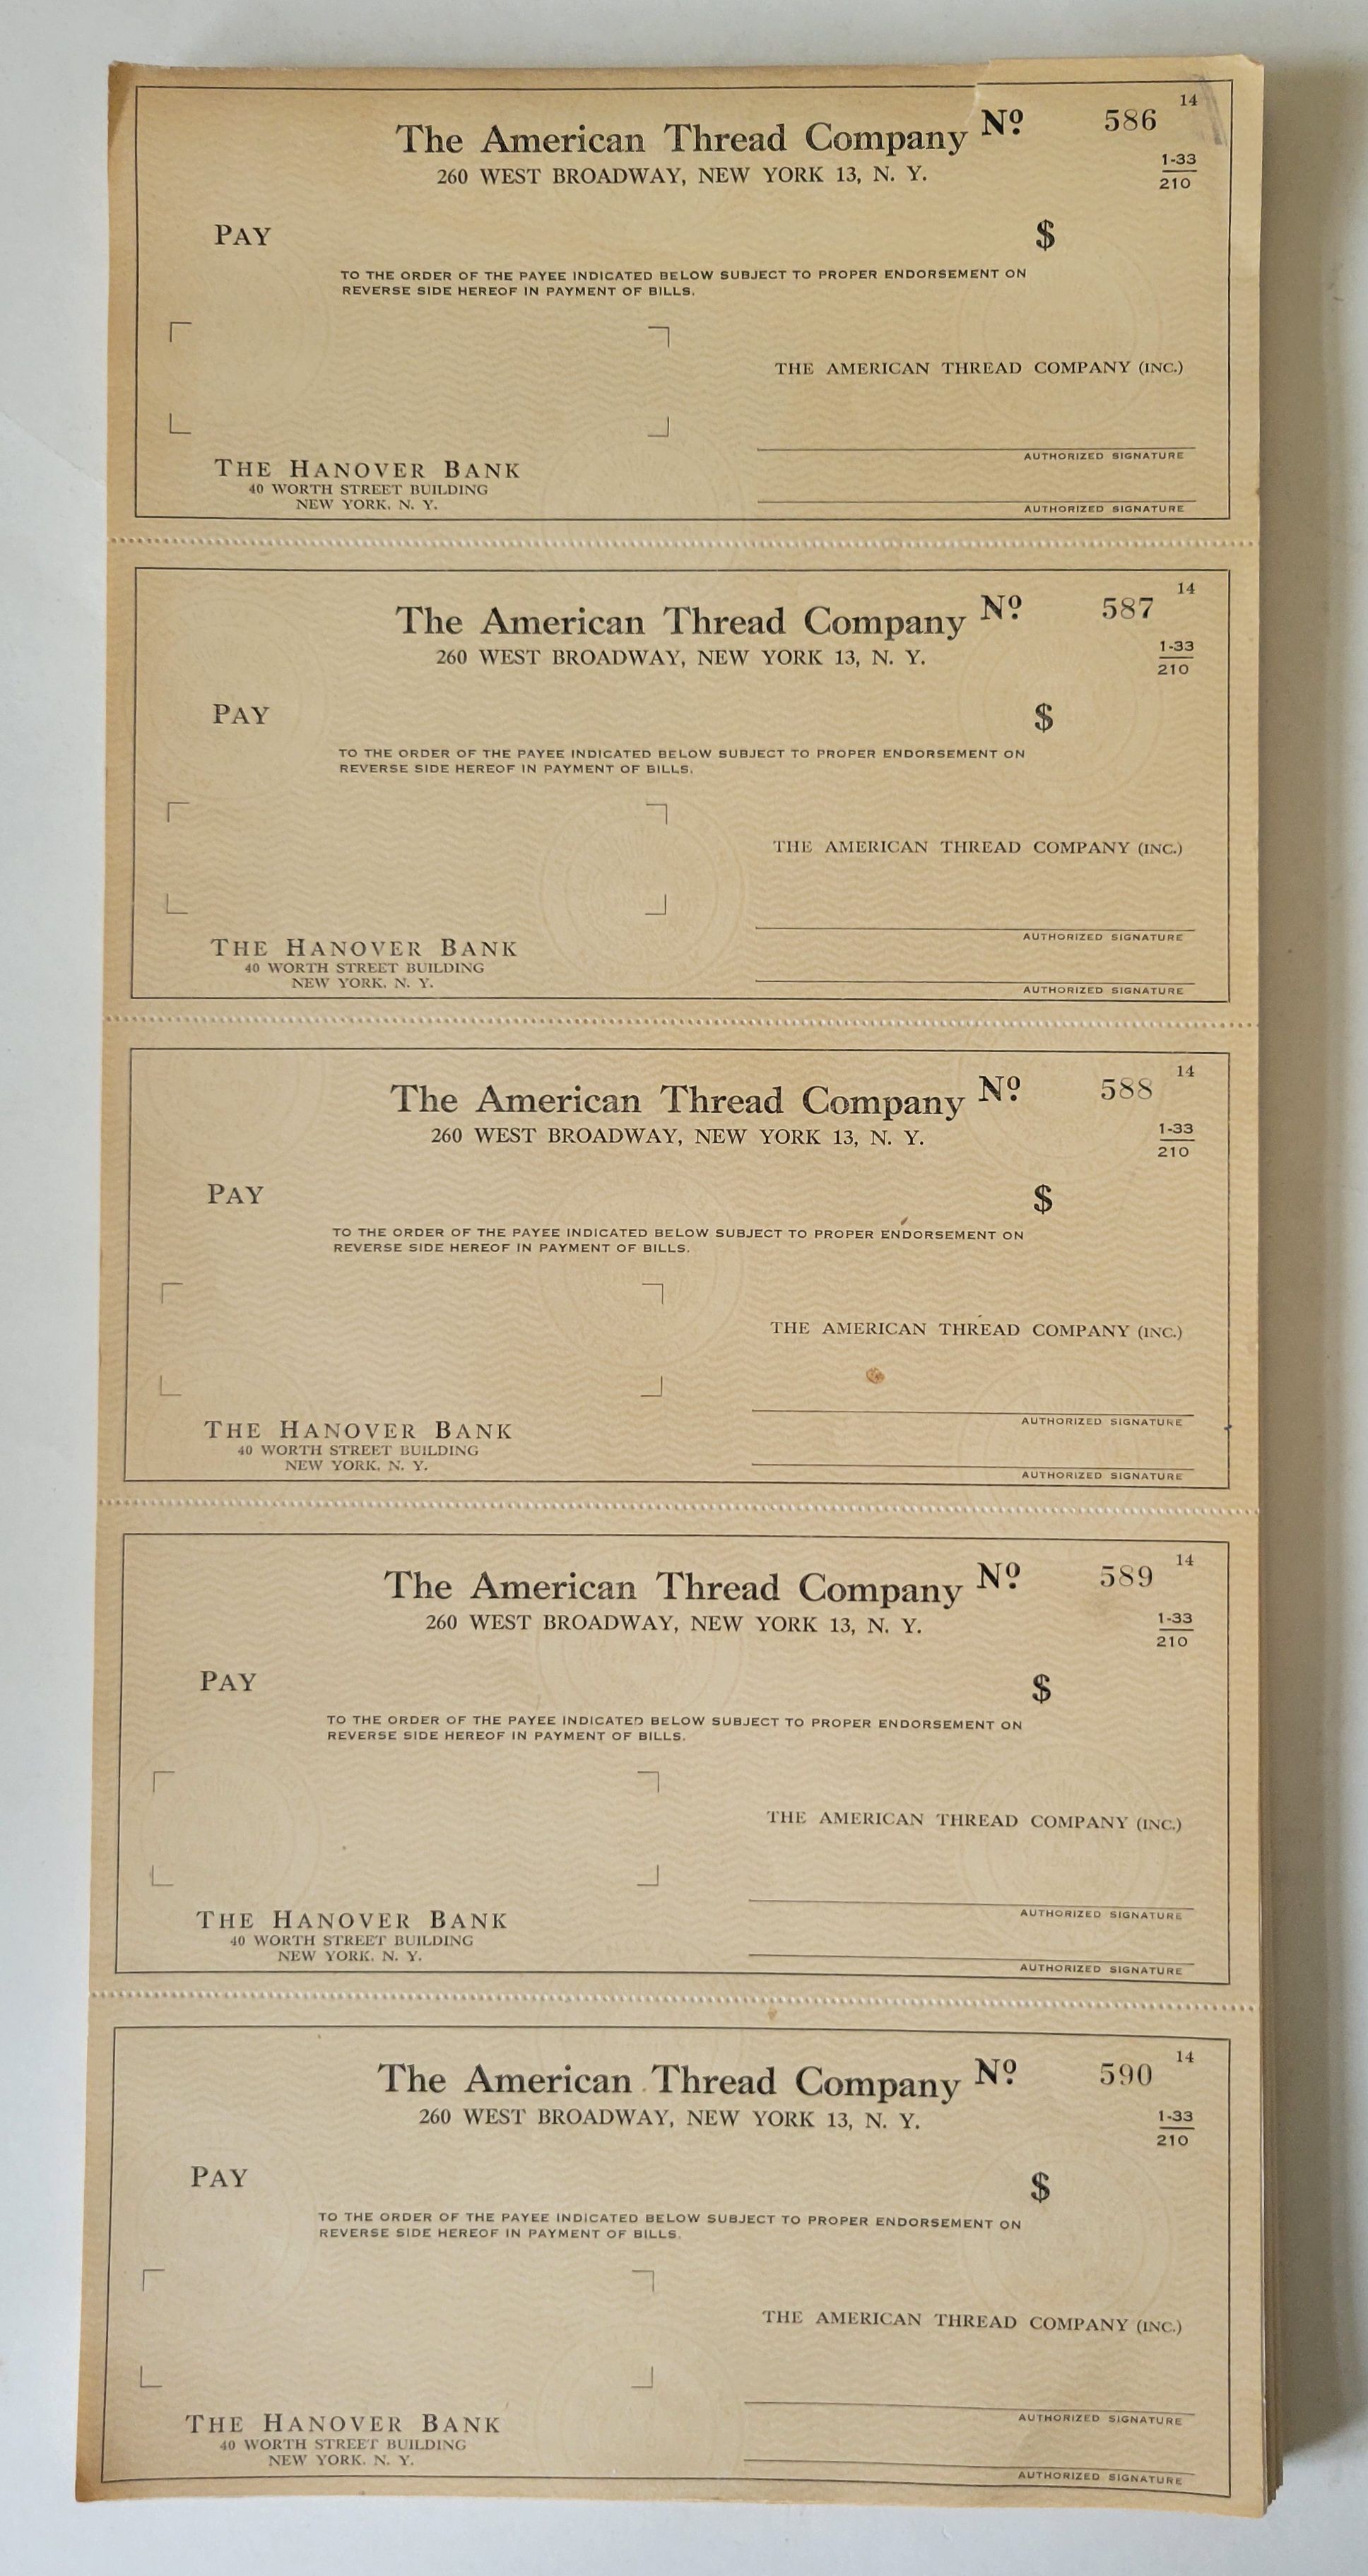 14
The American Thread Company Nº 586
260 WEST BROADWAY, NEW YORK 13, N. Y.
1-33
210
PAY $
TO THE ORDER OF THE PAYEE INDICATED BELOW SUBJECT TO PROPER ENDORSEMENT ON
REVERSE SIDE HEREOF IN PAYMENT OF BILLS.
THE AMERICAN THREAD COMPANY (INC.)
AUTHORIZED SIGNATURE
THE HANOVER BANK
40 WORTH STREET BUILDING
NEW YORK, N. Y.
AUTHORIZED SIGNATURE
14
The American Thread Company Nº 587
260 WEST BROADWAY, NEW YORK 13, N. Y.
1-33
210
PAY $
TO THE ORDER OF THE PAYEE INDICATED BELOW SUBJECT TO PROPER ENDORSEMENT ON
REVERSE SIDE HEREOF IN PAYMENT OF BILLS.
THE AMERICAN THREAD COMPANY (INC.)
AUTHORIZED SIGNATURE
THE HANOVER BANK
40 WORTH STREET BUILDING
NEW YORK, N. Y.
AUTHORIZED SIGNATURE
14
The American Thread Company Nº 588
260 WEST BROADWAY, NEW YORK 13, N. Y.
1-33
210
PAY $
TO THE ORDER OF THE PAYEE INDICATED BELOW SUBJECT TO PROPER ENDORSEMENT ON
REVERSE SIDE HEREOF IN PAYMENT OF BILLS.
THE AMERICAN THREAD COMPANY (INC.)
AUTHORIZED SIGNATURE
THE HANOVER BANK
40 WORTH STREET BUILDING
NEW YORK, N. Y.
AUTHORIZED SIGNATURE
14
The American Thread Company Nº 589
260 WEST BROADWAY, NEW YORK 13, N. Y.
1-33
210
PAY $
TO THE ORDER OF THE PAYEE INDICATED BELOW SUBJECT TO PROPER ENDORSEMENT ON
REVERSE SIDE HEREOF IN PAYMENT OF BILLS.
THE AMERICAN THREAD COMPANY (INC.)
AUTHORIZED SIGNATURE
THE HANOVER BANK
40 WORTH STREET BUILDING
NEW YORK, N. Y.
AUTHORIZED SIGNATURE
14
The American Thread Company Nº 590
260 WEST BROADWAY, NEW YORK 13, N. Y.
1-33
210
PAY $
TO THE ORDER OF THE PAYEE INDICATED BELOW SUBJECT TO PROPER ENDORSEMENT ON
REVERSE SIDE HEREOF IN PAYMENT OF BILLS.
THE AMERICAN THREAD COMPANY (INC.)
AUTHORIZED SIGNATURE
THE HANOVER BANK
40 WORTH STREET BUILDING
NEW YORK, N. Y.
AUTHORIZED SIGNATURE